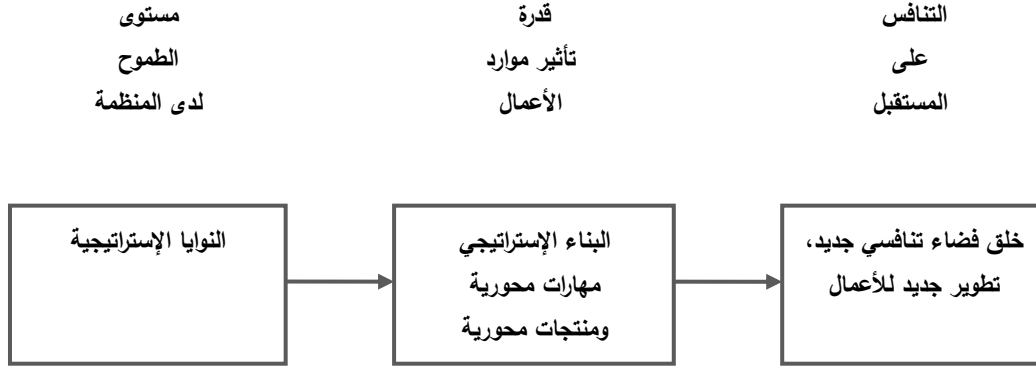 التنافس
على
المستقبل
قدرة
تأثير موارد
الأعمال
مستوى
الطموح
لدى المنظمة
خلق فضاء تنافسي جديد،
تطوير جديد للأعمال
البناء الإستراتيجي
مهارات محورية
ومنتجات محورية
النوايا الإستراتيجية